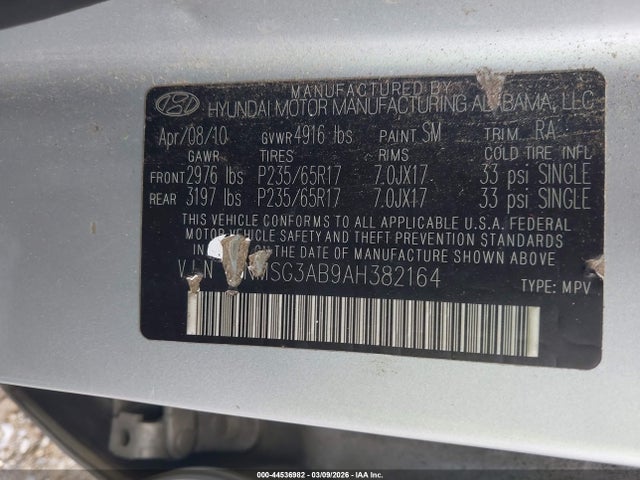 MANUFACTURED BY
HYUNDAI MOTOR MANUFACTURING ALABAMA, LLC
Apr/08/10 GVWR 4916 lbs PAINT SM TRIM RA
GAWR TIRES RIMS COLD TIRE INFL
FRONT 2976 lbs P235/65R17 7.0JX17 33 psi SINGLE
REAR 3197 lbs P235/65R17 7.0JX17 33 psi SINGLE
THIS VEHICLE CONFORMS TO ALL APPLICABLE U.S.A. FEDERAL
MOTOR VEHICLE SAFETY AND THEFT PREVENTION STANDARDS
ON THE DATE OF MANUFACTURE SHOWN ABOVE.
VIN SG3AB9AH382164
TYPE: MPV
000-44536982 - 03/09/2026 - IAA Inc.